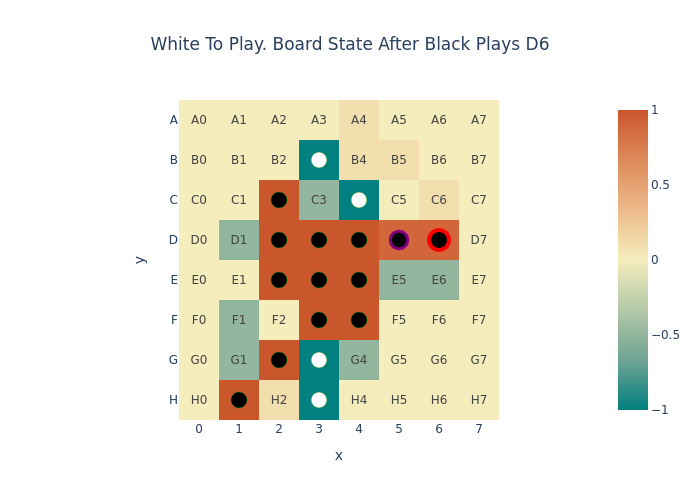 White To Play. Board State After Black Plays D6
A A0 A1 A2 A3 A4 A5 A6 A7
B B0 B1 B2 B4 B5 B6 B7
C C0 C1 C3 C5 C6 C7
D D0 D1 D7
E E0 E1 E5 E6 E7
F F0 F1 F2 F5 F6 F7
G G0 G1 G4 G5 G6 G7
H H0 H2 H4 H5 H6 H7
0 1 2 3 4 5 6 7
x
y
1
0.5
0
−0.5
−1